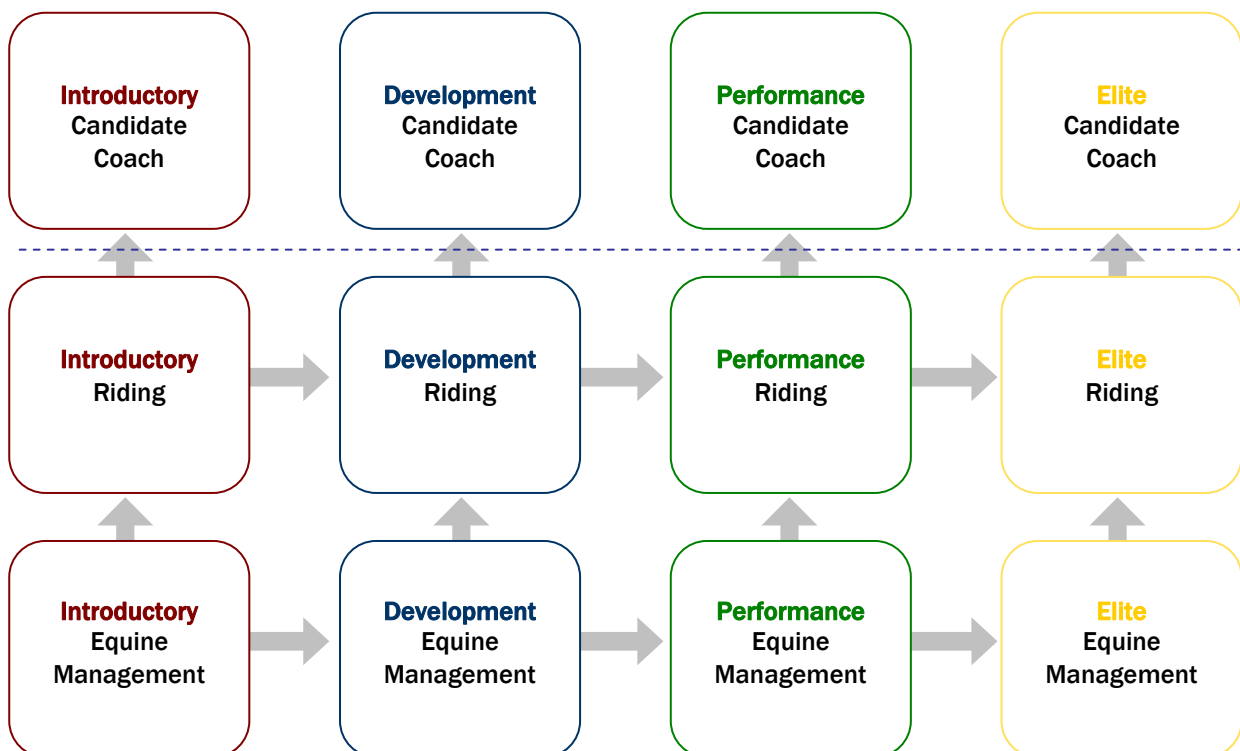 Introductory
Candidate
Coach
Development
Candidate
Coach
Performance
Candidate
Coach
Elite
Candidate
Coach
Introductory
Riding
Development
Riding
Performance
Riding
Elite
Riding
Introductory
Equine
Management
Development
Equine
Management
Performance
Equine
Management
Elite
Equine
Management